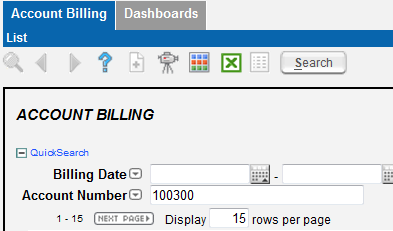 Account Billing Dashboards
List
? Search
ACCOUNT BILLING
QuickSearch
Billing Date -
Account Number 100300
1 - 15 NEXT PAGE Display 15 rows per page